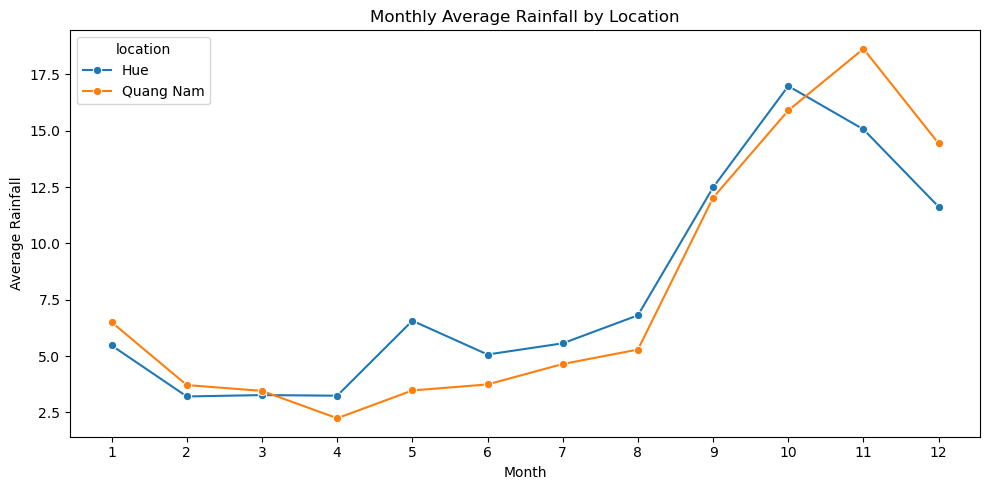 Monthly Average Rainfall by Location
location
Hue
Quang Nam
Average Rainfall
17.5
15.0
12.5
10.0
7.5
5.0
2.5
1 2 3 4 5 6 7 8 9 10 11 12
Month